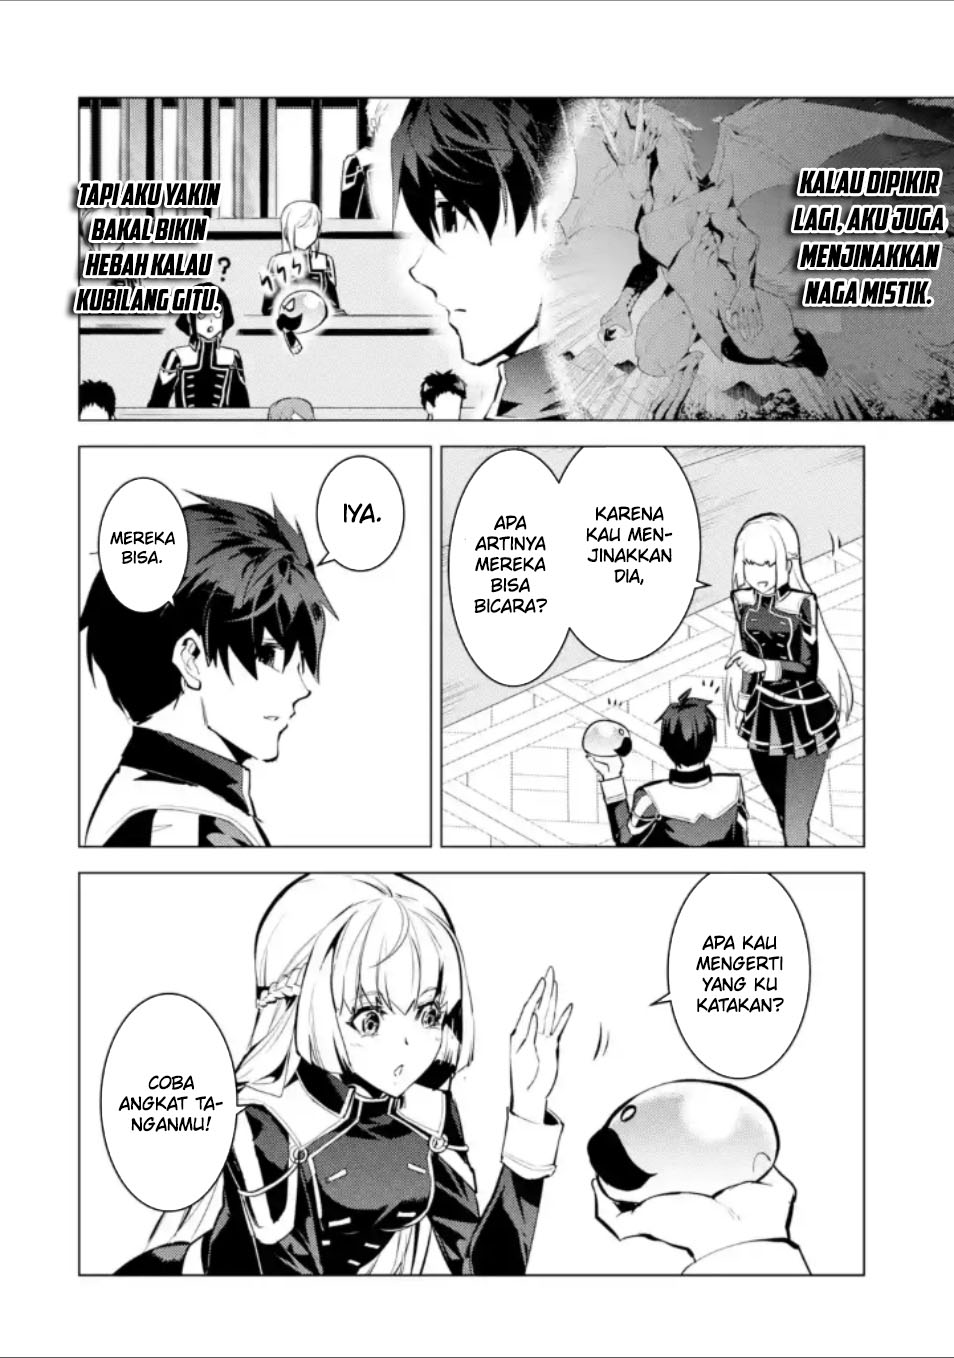 KALAU DIPIKIR
LAGI, AKU JUGA
MENJINAKKAN
NAGA MISTIK.
TAPI AKU YAKIN
BAKAL BIKIN
HEBAH KALAU
KUBILANG GITU.
?
KARENA
KAU MEN-
JINAKKAN
DIA,
APA
ARTINYA
MEREKA
BISA
BICARA?
IYA.
MEREKA
BISA.
APA KAU
MENGERTI
YANG KU
KATAKAN?
COBA
ANGKAT TA-
NGANMU!